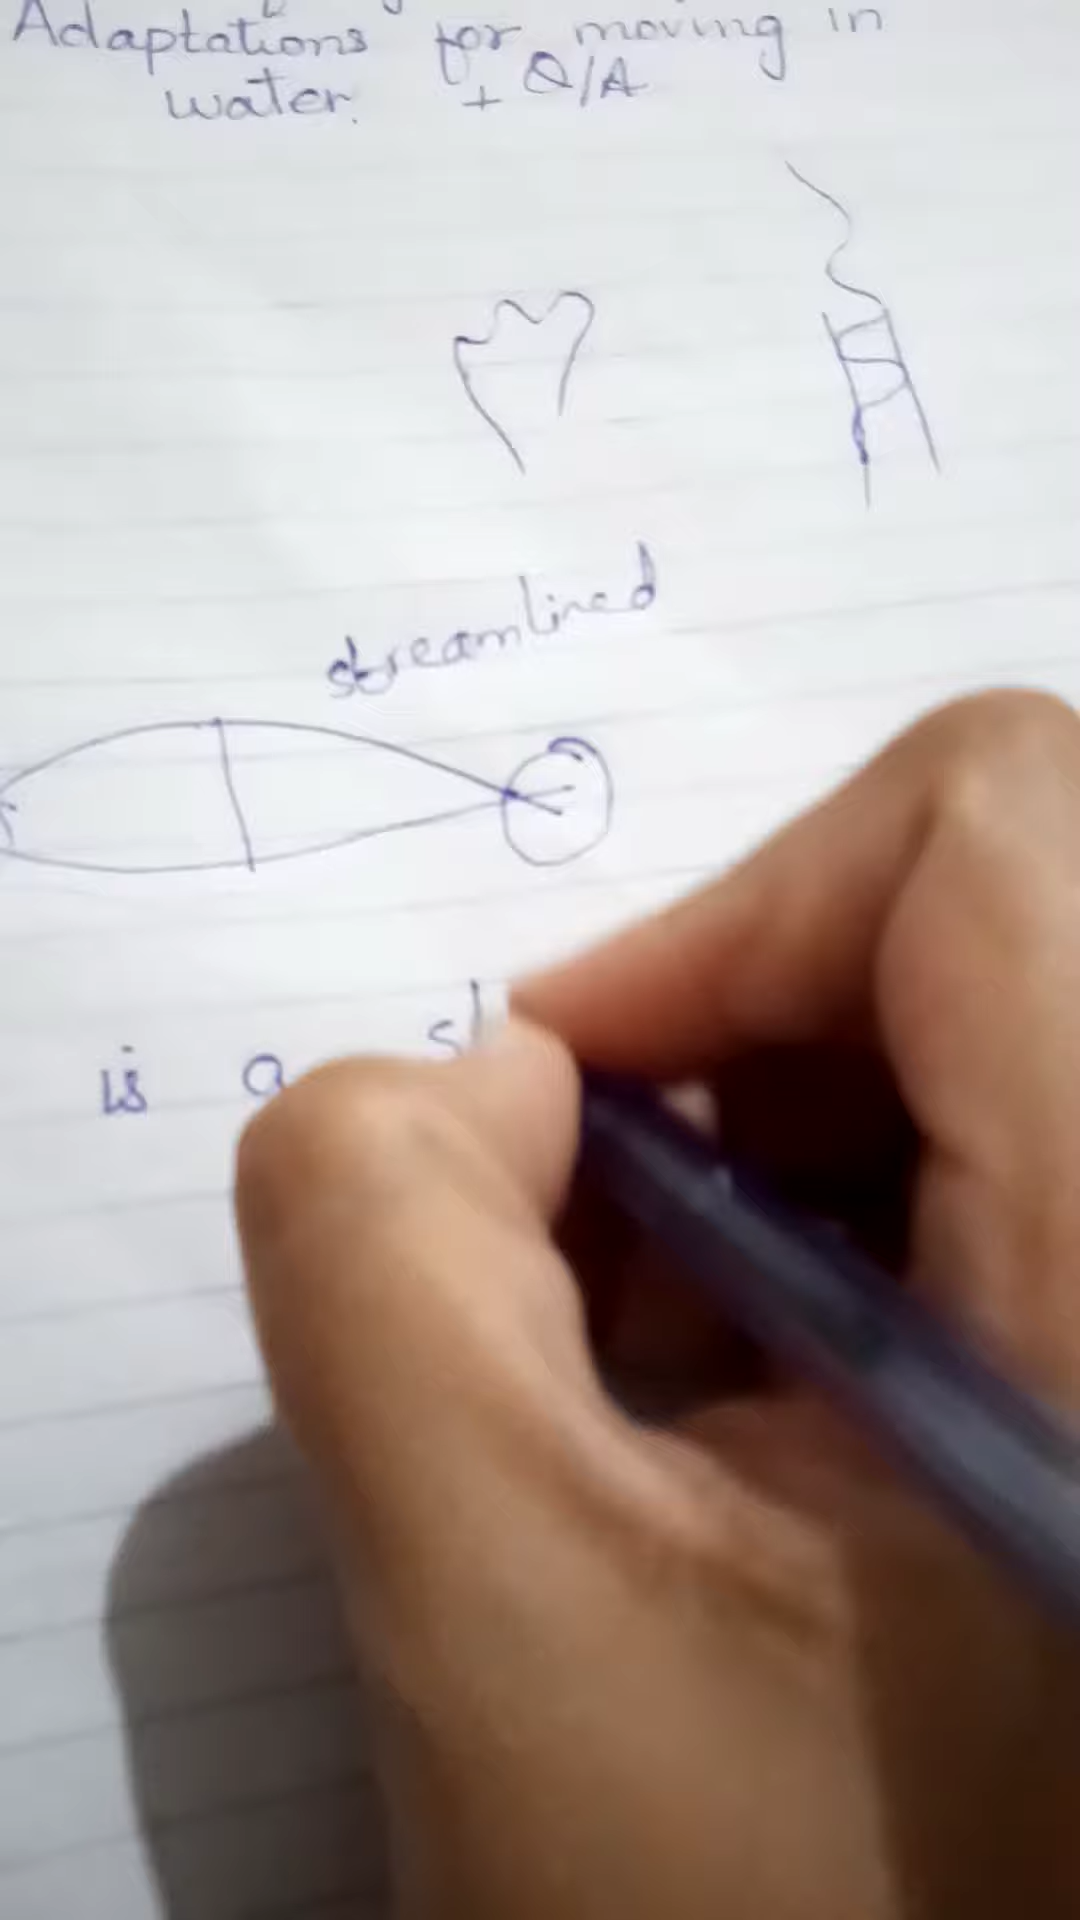 Adaptations for moving in
water. + Q/A
streamlined
is a